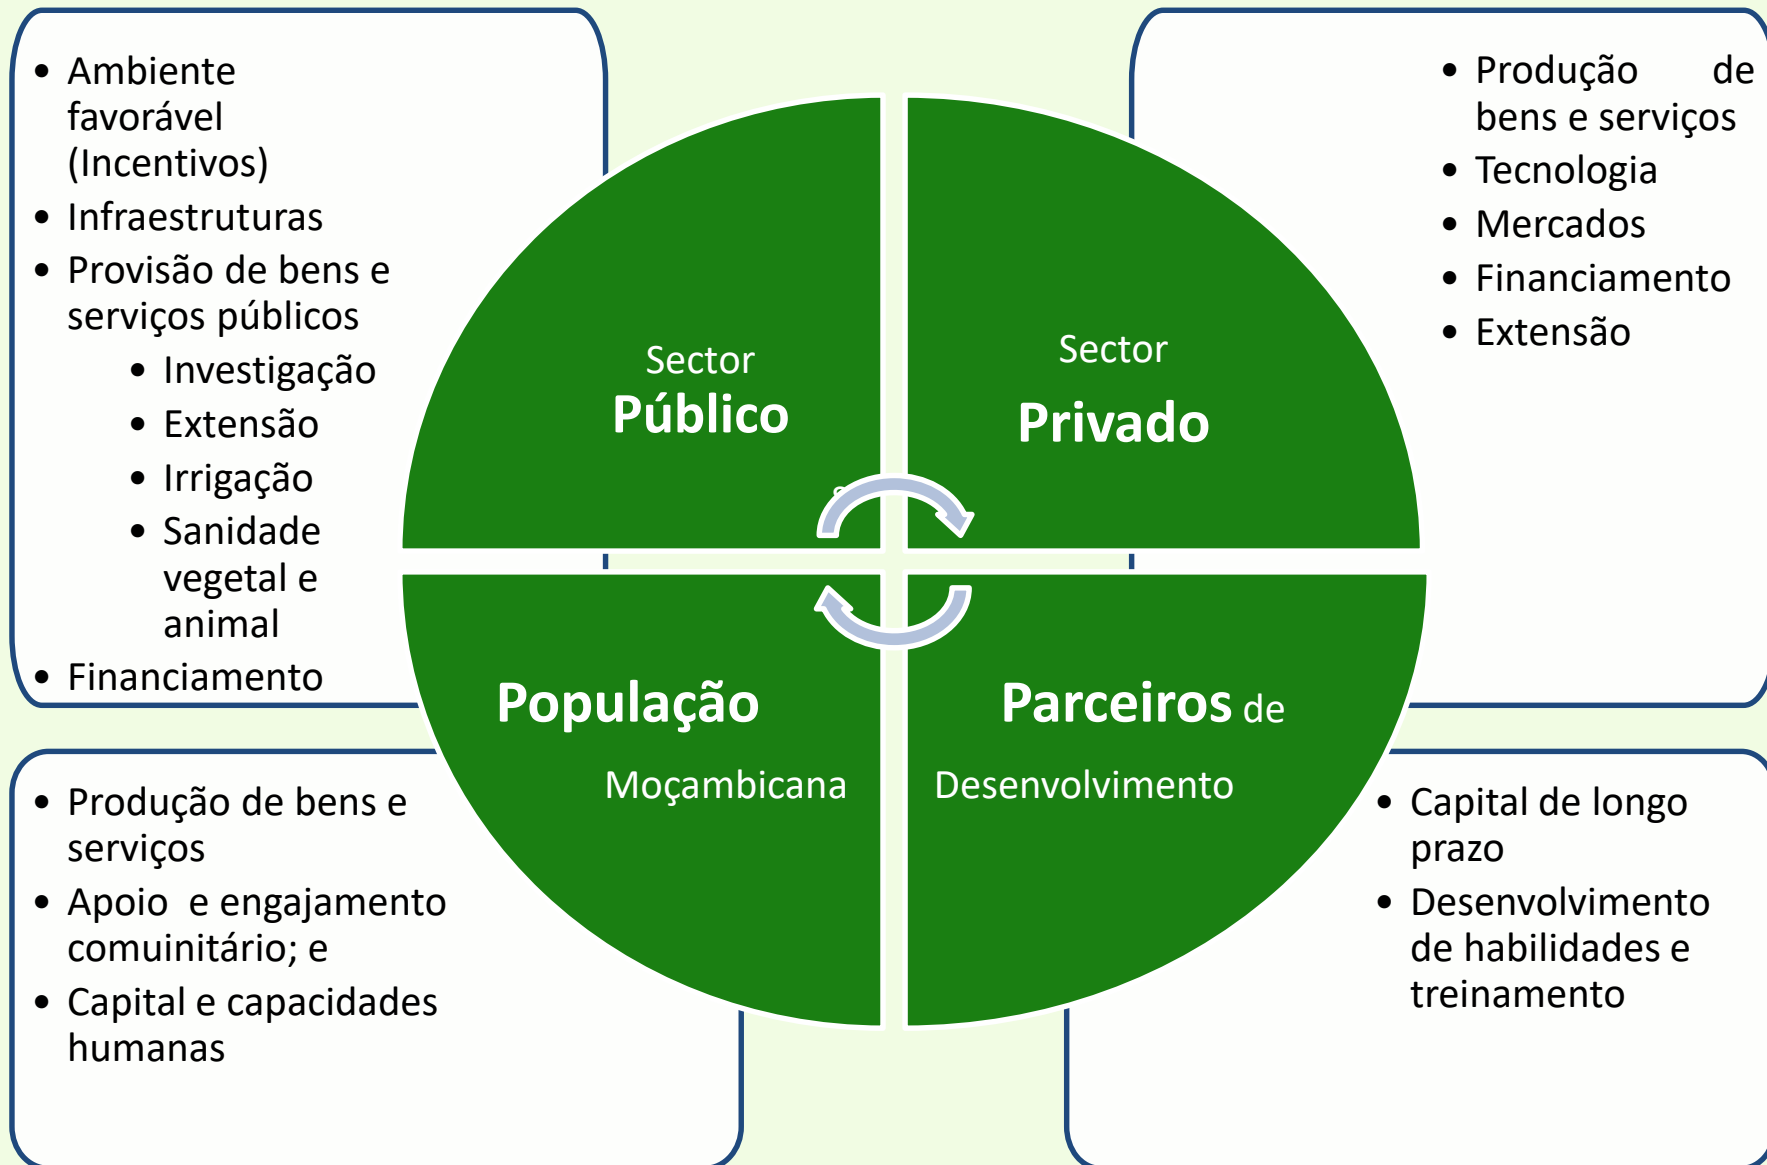 • Ambiente
favorável
(Incentivos)
• Infraestruturas
• Provisão de bens e
serviços públicos
• Investigação
• Extensão
• Irrigação
• Sanidade
vegetal e
animal
• Financiamento
Sector
Público
Sector
Privado
• Produção de
bens e serviços
• Tecnologia
• Mercados
• Financiamento
• Extensão
População
Moçambicana
Parceiros de
Desenvolvimento
• Produção de bens e
serviços
• Apoio e engajamento
comuinitário; e
• Capital e capacidades
humanas
• Capital de longo
prazo
• Desenvolvimento
de habilidades e
treinamento